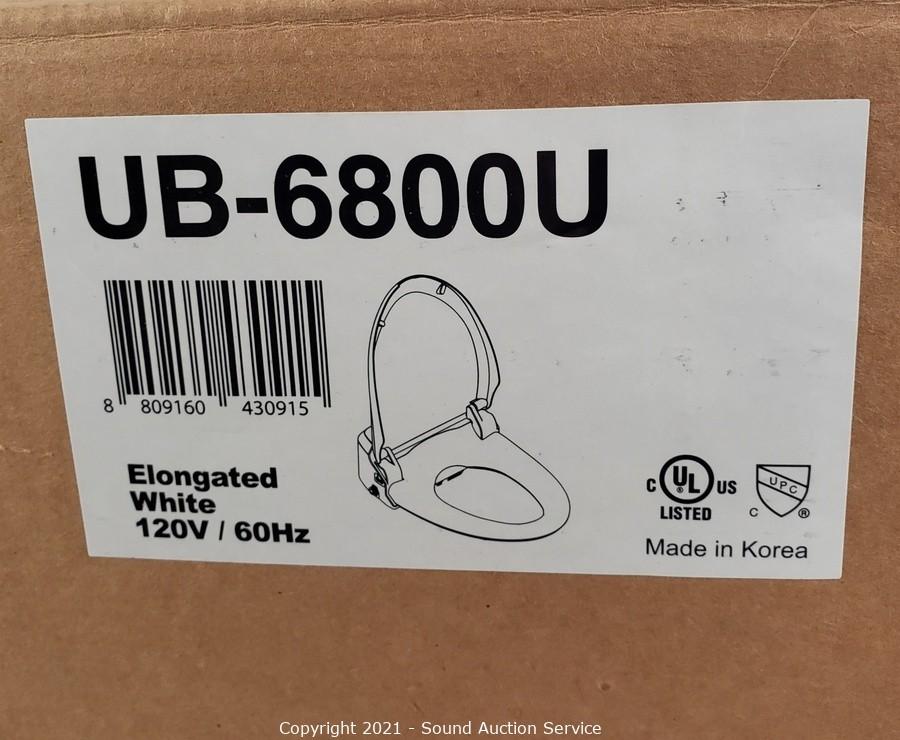 UB-6800U
8 809160 430915
Elongated
White
120V / 60Hz
C UL ® US
LISTED
UPC
C ®
Made in Korea
Copyright 2021 - Sound Auction Service